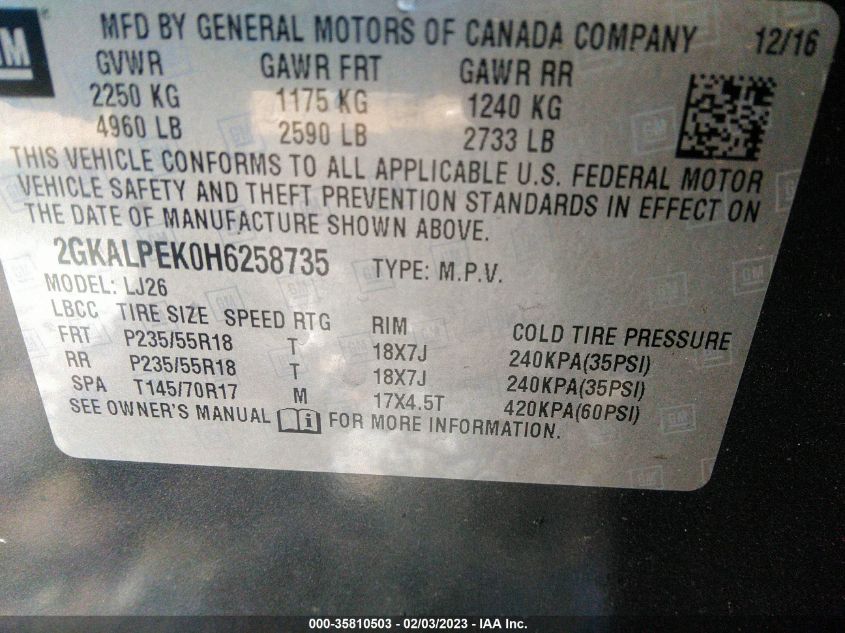 GM
MFD BY GENERAL MOTORS OF CANADA COMPANY 12/16
GVWR GAWR FRT GAWR RR
2250 KG 1175 KG 1240 KG
4960 LB 2590 LB 2733 LB
THIS VEHICLE CONFORMS TO ALL APPLICABLE U.S. FEDERAL MOTOR
VEHICLE SAFETY AND THEFT PREVENTION STANDARDS IN EFFECT ON
THE DATE OF MANUFACTURE SHOWN ABOVE.
2GKALPEK0H6258735 TYPE: M.P.V.
MODEL: LJ26
LBCC TIRE SIZE SPEED RTG RIM COLD TIRE PRESSURE
FRT P235/55R18 T 18X7J 240KPA(35PSI)
RR P235/55R18 T 18X7J 240KPA(35PSI)
SPA T145/70R17 M 17X4.5T 420KPA(60PSI)
SEE OWNER'S MANUAL i FOR MORE INFORMATION.
000-35810503 - 02/03/2023 - IAA Inc.